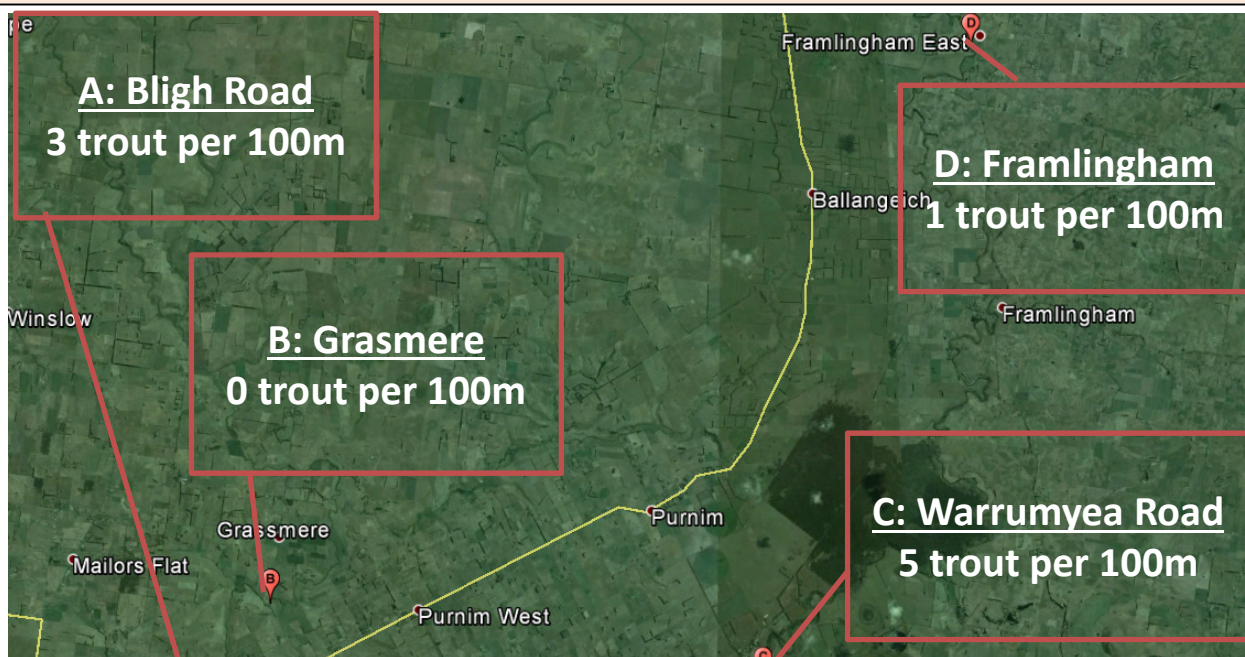 pe
A: Bligh Road
3 trout per 100m
D
Framlingham East
D: Framlingham
1 trout per 100m
Ballangeich
Winslow
B: Grasmere
0 trout per 100m
Framlingham
C: Warrumyea Road
5 trout per 100m
Purnim
Grassmere
Mailors Flat
B
Purnim West
C